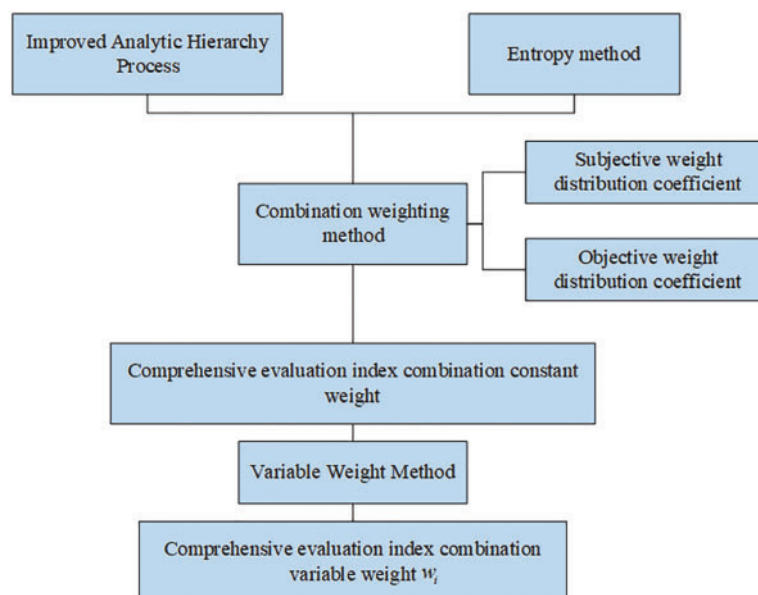 Improved Analytic Hierarchy
Process
Entropy method
Subjective weight
distribution coefficient
Combination weighting
method
Objective weight
distribution coefficient
Comprehensive evaluation index combination constant
weight
Variable Weight Method
Comprehensive evaluation index combination
variable weight wᵢ